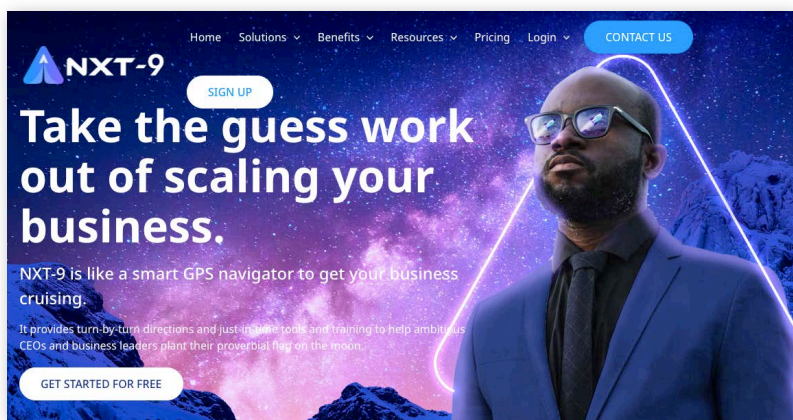 Home Solutions Benefits Resources Pricing Login CONTACT US
NXT-9
SIGN UP
Take the guess work
out of scaling your
business.
NXT-9 is like a smart GPS navigator to get your business
cruising.
It provides turn-by-turn directions and just-in-time tools and training to help ambitious
CEOs and business leaders plant their proverbial flag on the moon.
GET STARTED FOR FREE